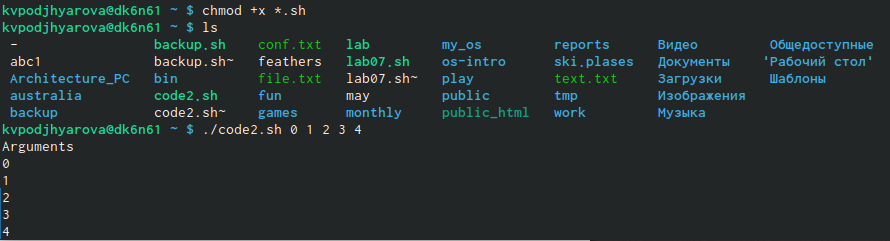 kvpodjhyarova@dk6n61 ~ $ chmod +x *.sh
kvpodjhyarova@dk6n61 ~ $ ls
- backup.sh conf.txt lab my_os reports Видео Общедоступные
abc1 backup.sh~ feathers lab07.sh os-intro ski.plases Документы 'Рабочий стол'
Architecture_PC bin file.txt lab07.sh~ play text.txt Загрузки Шаблоны
australia code2.sh fun may public tmp Изображения
backup code2.sh~ games monthly public_html work Музыка
kvpodjhyarova@dk6n61 ~ $ ./code2.sh 0 1 2 3 4
Arguments
0
1
2
3
4